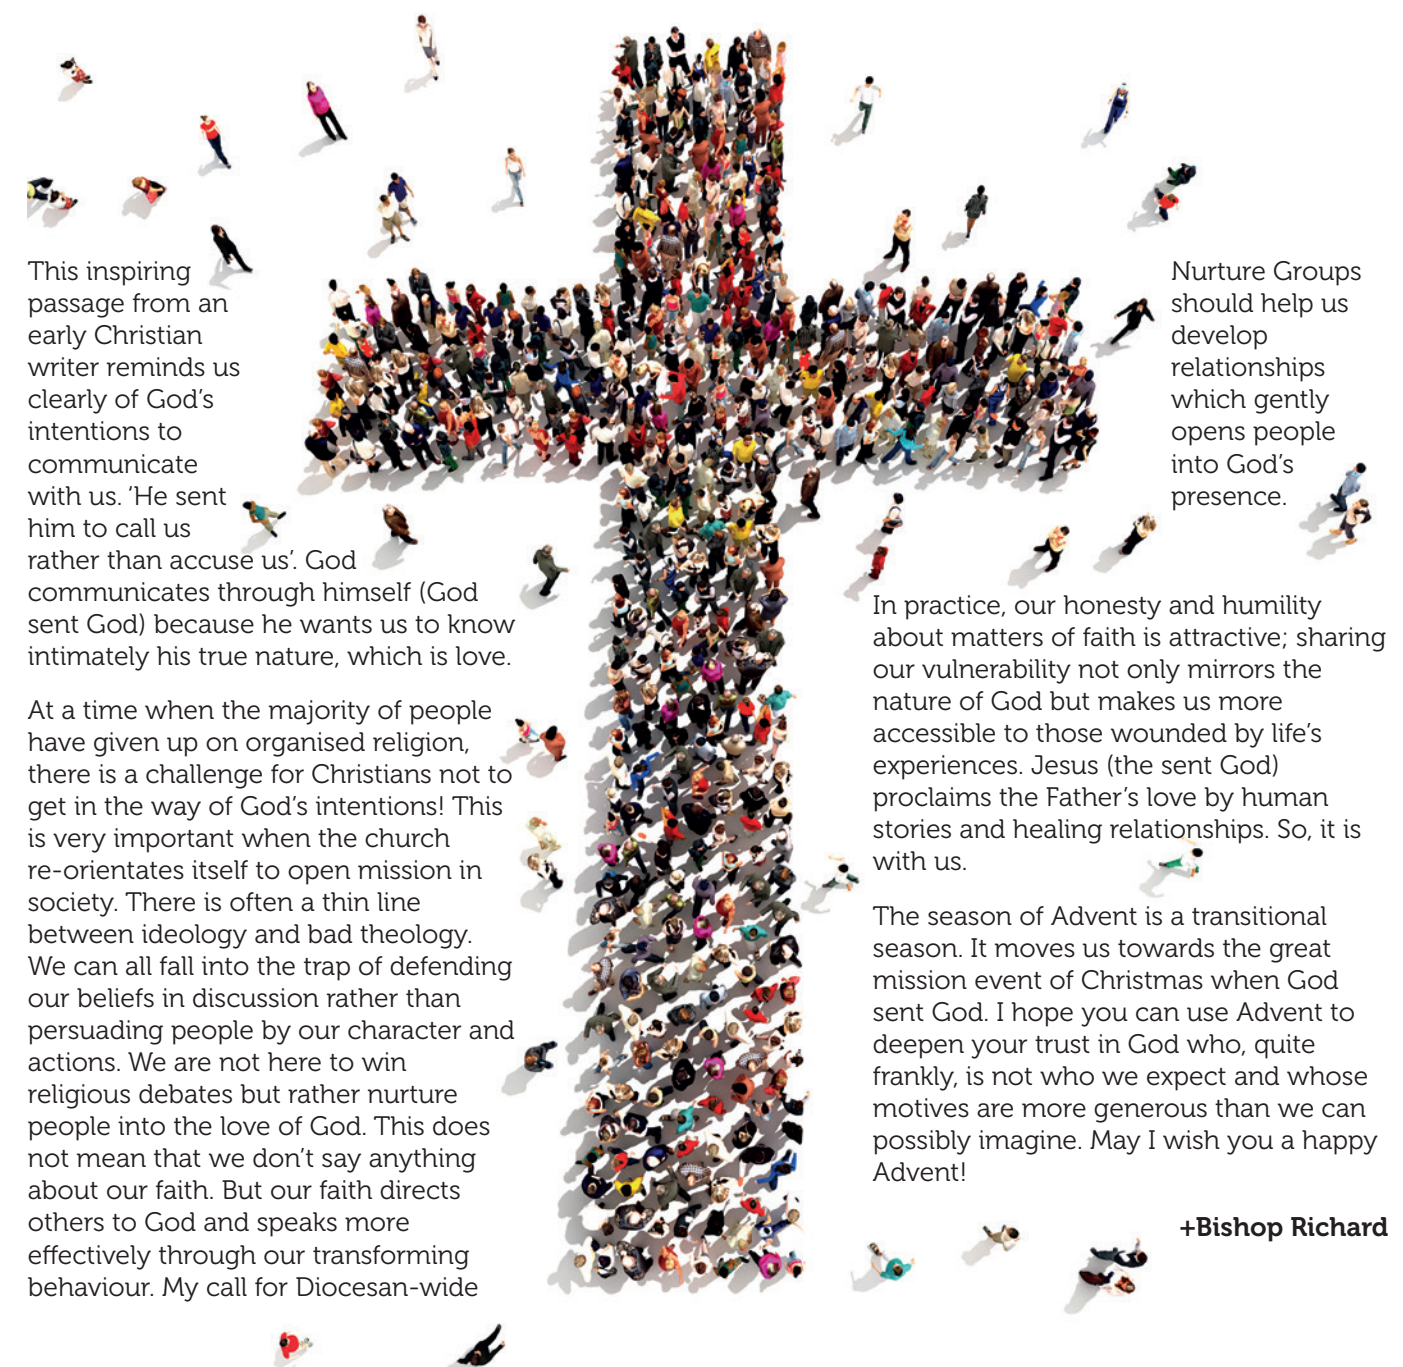 This inspiring
passage from an
early Christian
writer reminds us
clearly of God’s
intentions to
communicate
with us. ‘He sent
him to call us
rather than accuse us’. God
communicates through himself (God
sent God) because he wants us to know
intimately his true nature, which is love.
At a time when the majority of people
have given up on organised religion,
there is a challenge for Christians not to
get in the way of God’s intentions! This
is very important when the church
re-orientates itself to open mission in
society. There is often a thin line
between ideology and bad theology.
We can all fall into the trap of defending
our beliefs in discussion rather than
persuading people by our character and
actions. We are not here to win
religious debates but rather nurture
people into the love of God. This does
not mean that we don’t say anything
about our faith. But our faith directs
others to God and speaks more
effectively through our transforming
behaviour. My call for Diocesan-wide
Nurture Groups
should help us
develop
relationships
which gently
opens people
into God’s
presence.
In practice, our honesty and humility
about matters of faith is attractive; sharing
our vulnerability not only mirrors the
nature of God but makes us more
accessible to those wounded by life’s
experiences. Jesus (the sent God)
proclaims the Father’s love by human
stories and healing relationships. So, it is
with us.
The season of Advent is a transitional
season. It moves us towards the great
mission event of Christmas when God
sent God. I hope you can use Advent to
deepen your trust in God who, quite
frankly, is not who we expect and whose
motives are more generous than we can
possibly imagine. May I wish you a happy
Advent!
+Bishop Richard